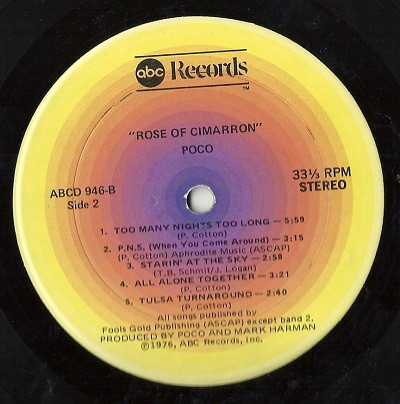 abc Records
TM
"ROSE OF CIMARRON"
POCO
ABCD 946-B
Side 2
33⅓ RPM
STEREO
1. TOO MANY NIGHTS TOO LONG — 5:59
(P. Cotton)
2. P.N.S. (When You Come Around) — 3:15
(P. Cotton) Aphrodite Music (ASCAP)
3. STARIN' AT THE SKY — 2:58
(T.B. Schmit/J. Logan)
4. ALL ALONE TOGETHER — 3:21
(P. Cotton)
5. TULSA TURNAROUND — 2:40
(P. Cotton)
All songs published by
Fools Gold Publishing (ASCAP) except band 2.
PRODUCED BY POCO AND MARK HARMAN
℗1976, ABC Records, Inc.